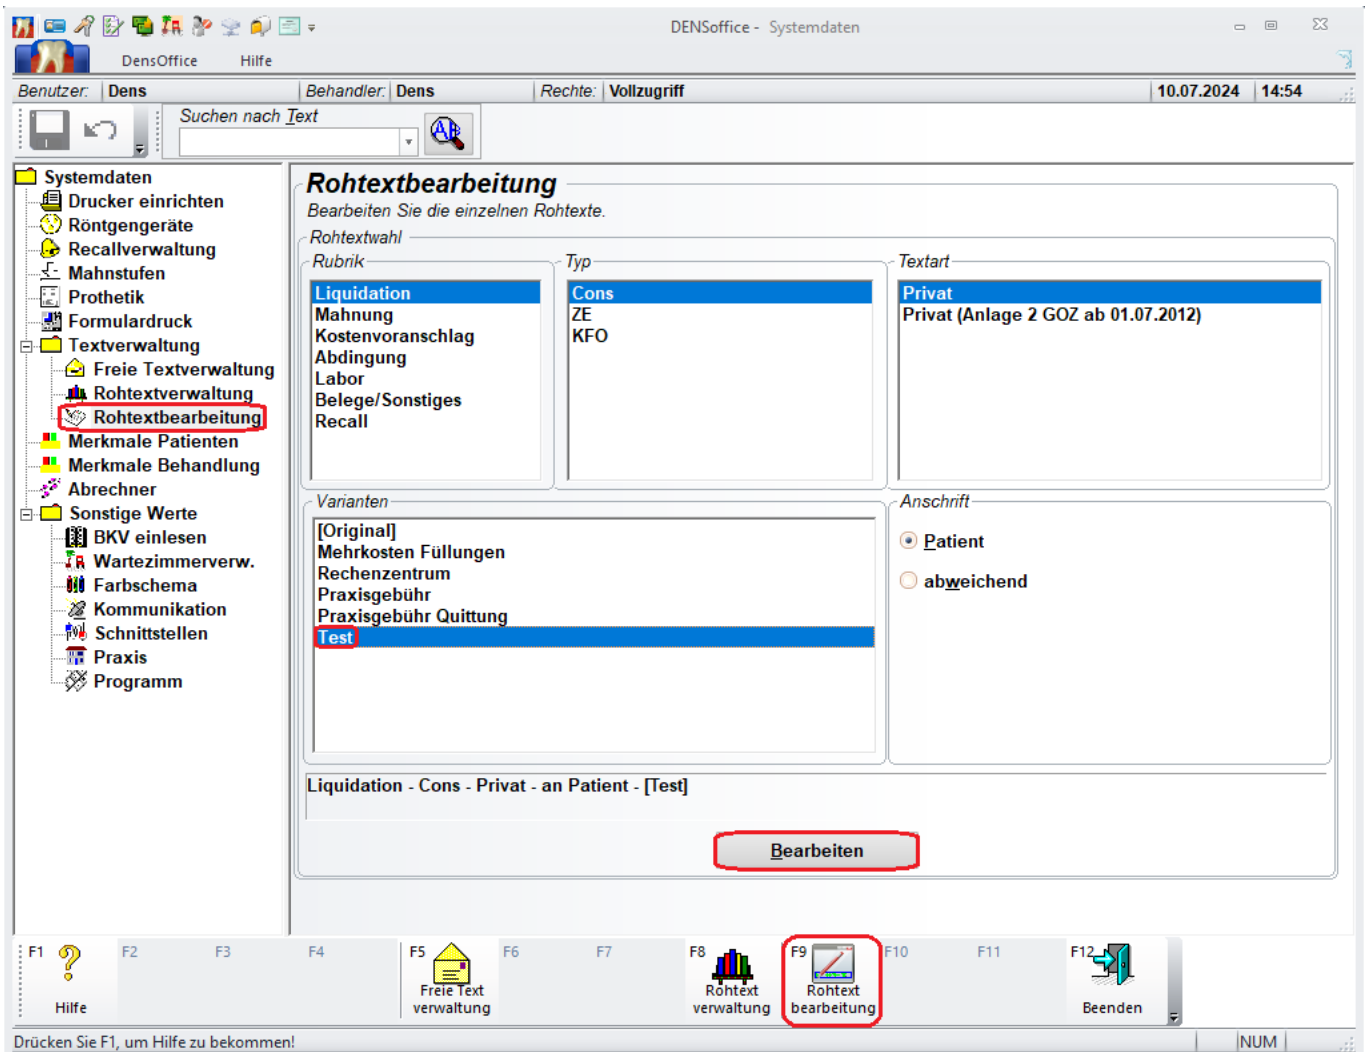 DENSoffice - Systemdaten
DensOffice Hilfe
Benutzer: Dens Behandler: Dens Rechte: Vollzugriff 10.07.2024 14:54
Suchen nach Text
Systemdaten
Drucker einrichten
Röntgengeräte
Recallverwaltung
Mahnstufen
Prothetik
Formulardruck
Textverwaltung
Freie Textverwaltung
Rohtextverwaltung
Rohtextbearbeitung
Merkmale Patienten
Merkmale Behandlung
Abrechner
Sonstige Werte
BKV einlesen
Wartezimmerverw.
Farbschema
Kommunikation
Schnittstellen
Praxis
Programm
Rohtextbearbeitung
Bearbeiten Sie die einzelnen Rohtexte.
Rohtextwahl
Rubrik
Liquidation
Mahnung
Kostenvoranschlag
Abdingung
Labor
Belege/Sonstiges
Recall
Typ
Cons
ZE
KFO
Textart
Privat
Privat (Anlage 2 GOZ ab 01.07.2012)
Varianten
[Original]
Mehrkosten Füllungen
Rechenzentrum
Praxisgebühr
Praxisgebühr Quittung
Test
Anschrift
Patient
abweichend
Liquidation - Cons - Privat - an Patient - [Test]
Bearbeiten
F1 Hilfe
F2
F3
F4
F5 Freie Text verwaltung
F6
F7
F8 Rohtext verwaltung
F9 Rohtext bearbeitung
F10
F11
F12 Beenden
Drücken Sie F1, um Hilfe zu bekommen! NUM